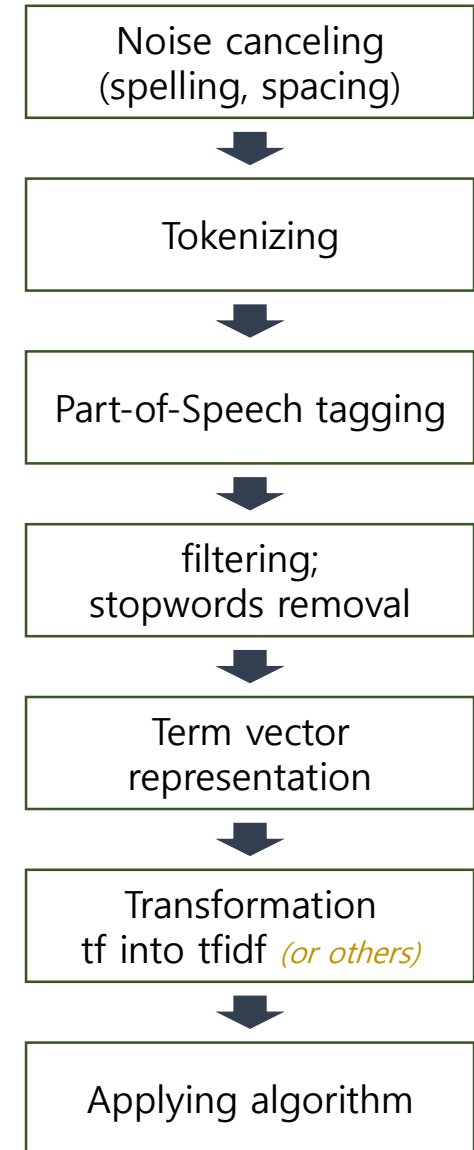 Noise canceling
(spelling, spacing)
Tokenizing
Part-of-Speech tagging
filtering;
stopwords removal
Term vector
representation
Transformation
tf into tfidf (or others)
Applying algorithm